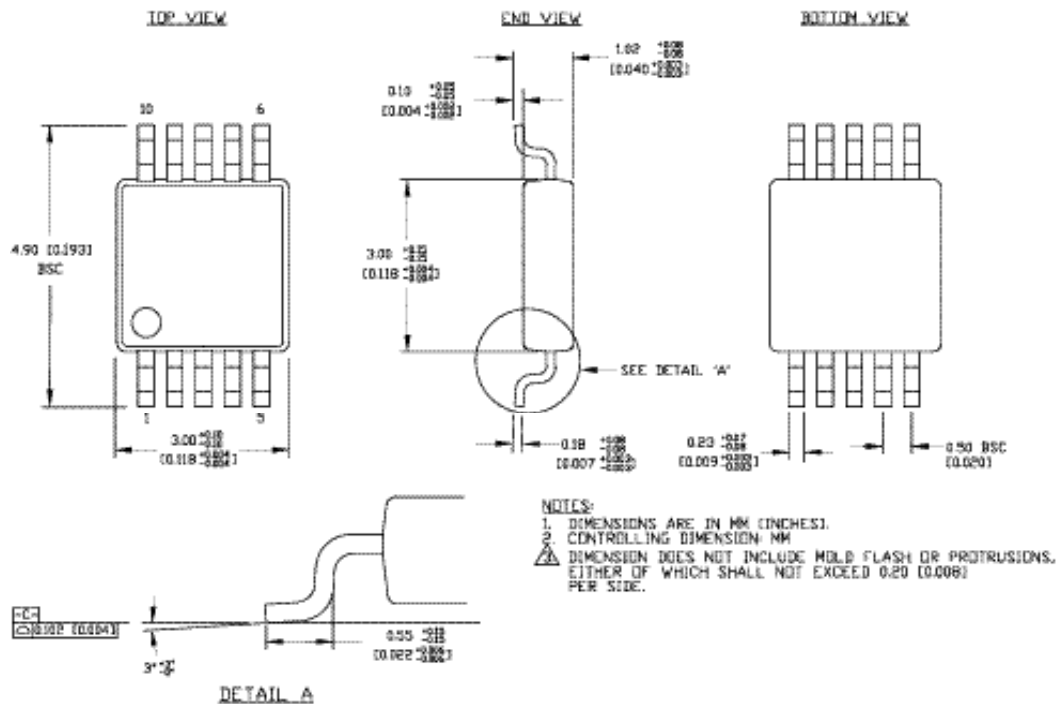 TOP VIEW
END VIEW
BOTTOM VIEW
1.02
[0.040
0.10
[0.004
10
6
4.90 [0.193]
BSC
3.00
[0.118
SEE DETAIL 'A'
1
5
3.00
[0.118
0.18
[0.007
0.23
[0.009
0.50 BSC
[0.020]
NOTES:
1. DIMENSIONS ARE IN MM [INCHES].
2. CONTROLLING DIMENSION: MM
3 DIMENSION DOES NOT INCLUDE MOLD FLASH OR PROTRUSIONS,
EITHER OF WHICH SHALL NOT EXCEED 0.20 [0.008]
PER SIDE.
-C-
0.102 [0.004]
0.55
[0.022
3°
DETAIL A